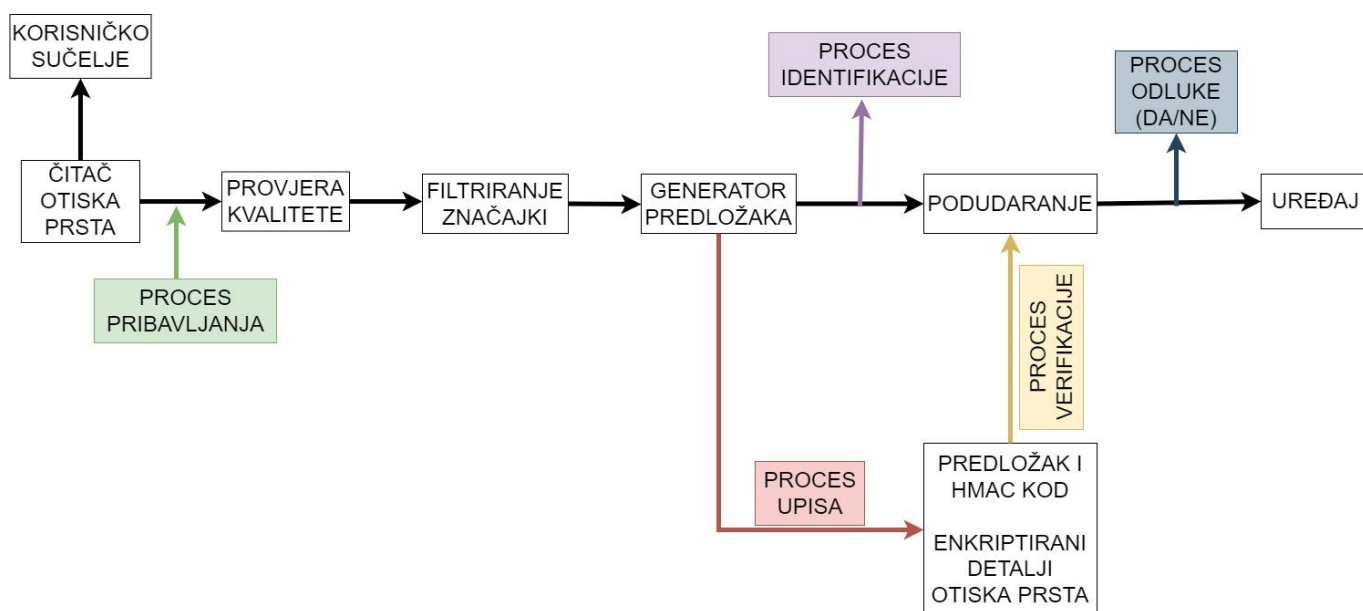 KORISNIČKO
SUČELJE
PROCES
IDENTIFIKACIJE
PROCES
ODLUKE
(DA/NE)
ČITAČ
OTISKA
PRSTA
PROVJERA
KVALITETE
FILTRIRANJE
ZNAČAJKI
GENERATOR
PREDLOŽAKA
PODUDARANJE
UREĐAJ
PROCES
PRIBAVLJANJA
PROCES
VERIFIKACIJE
PROCES
UPISA
PREDLOŽAK I
HMAC KOD
ENKRIPTIRANI
DETALJI
OTISKA PRSTA